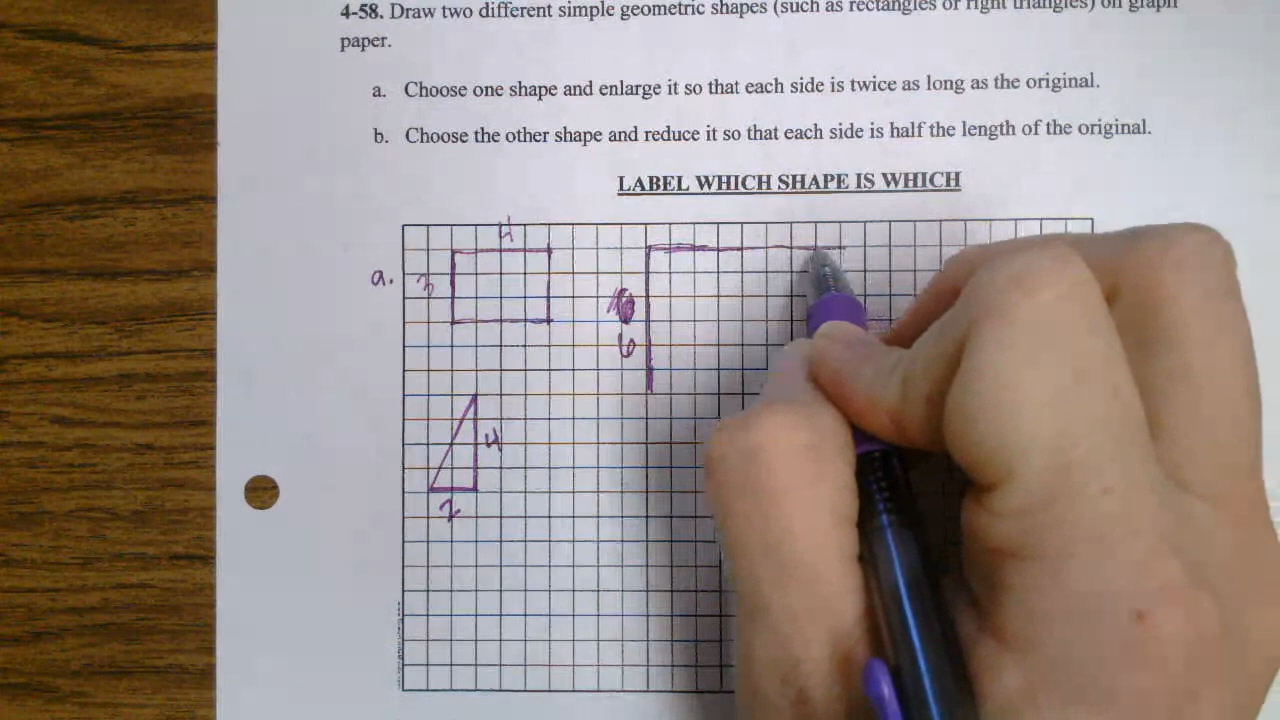 4-58. Draw two different simple geometric shapes (such as rectangles or right triangles) on graph
paper.
a. Choose one shape and enlarge it so that each side is twice as long as the original.
b. Choose the other shape and reduce it so that each side is half the length of the original.
LABEL WHICH SHAPE IS WHICH
4
a.
3
6
4
2